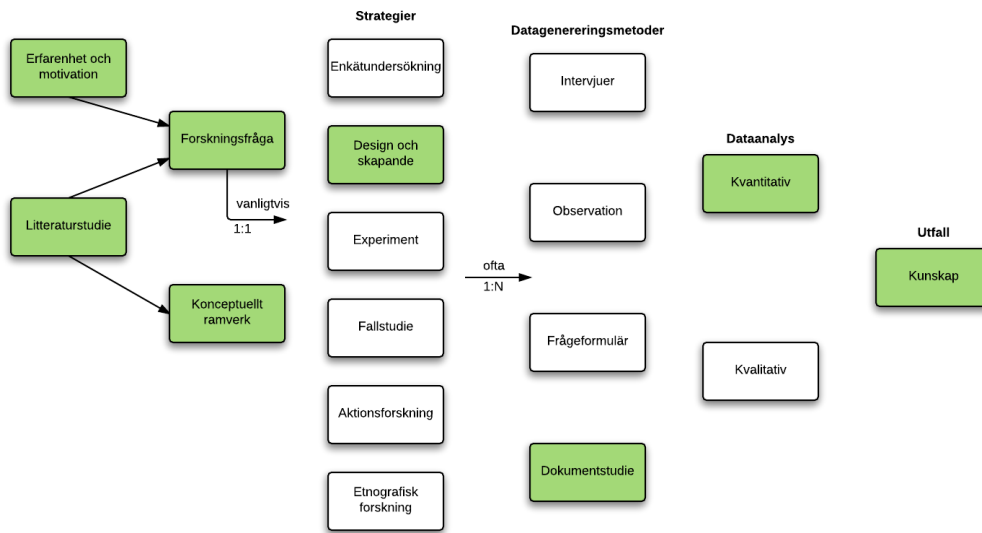 Strategier
Datagenereringsmetoder
Erfarenhet och
motivation
Enkätundersökning
Intervjuer
Forskningsfråga
Design och
skapande
Dataanalys
Kvantitativ
vanligtvis
1:1
Litteraturstudie
Observation
Experiment
Utfall
Kunskap
ofta
1:N
Konceptuellt
ramverk
Fallstudie
Frågeformulär
Kvalitativ
Aktionsforskning
Dokumentstudie
Etnografisk
forskning